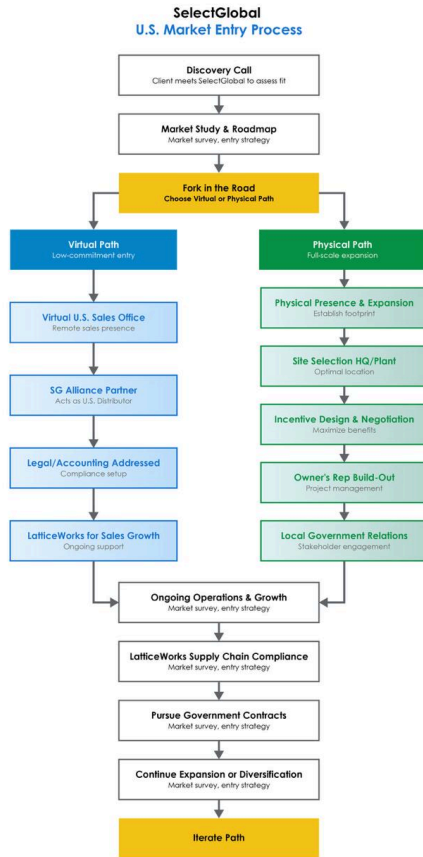 SelectGlobal
U.S. Market Entry Process
Discovery Call
Client meets SelectGlobal to assess fit
Market Study & Roadmap
Market survey, entry strategy
Fork in the Road
Choose Virtual or Physical Path
Virtual Path
Low-commitment entry
Virtual U.S. Sales Office
Remote sales presence
SG Alliance Partner
Acts as U.S. Distributor
Legal/Accounting Addressed
Compliance setup
LatticeWorks for Sales Growth
Ongoing support
Physical Path
Full-scale expansion
Physical Presence & Expansion
Establish footprint
Site Selection HQ/Plant
Optimal location
Incentive Design & Negotiation
Maximize benefits
Owner's Rep Build-Out
Project management
Local Government Relations
Stakeholder engagement
Ongoing Operations & Growth
Market survey, entry strategy
LatticeWorks Supply Chain Compliance
Market survey, entry strategy
Pursue Government Contracts
Market survey, entry strategy
Continue Expansion or Diversification
Market survey, entry strategy
Iterate Path